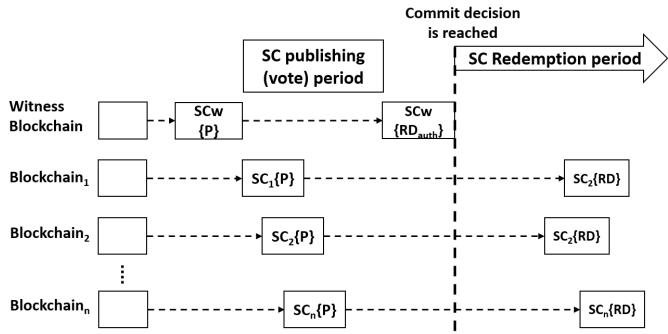 Commit decision
is reached
SC publishing
(vote) period
SC Redemption period
Witness
Blockchain
SCw
{P}
SCw
{RDauth}
Blockchain1
SC1{P}
SC2{RD}
Blockchain2
SC2{P}
SC2{RD}
Blockchainn
SCn{P}
SCn{RD}